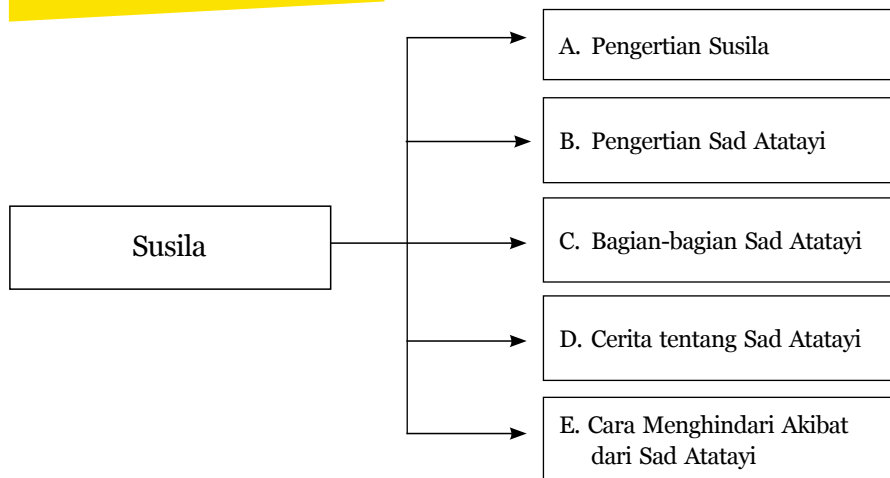 Susila
A. Pengertian Susila
B. Pengertian Sad Atatayi
C. Bagian-bagian Sad Atatayi
D. Cerita tentang Sad Atatayi
E. Cara Menghindari Akibat
dari Sad Atatayi